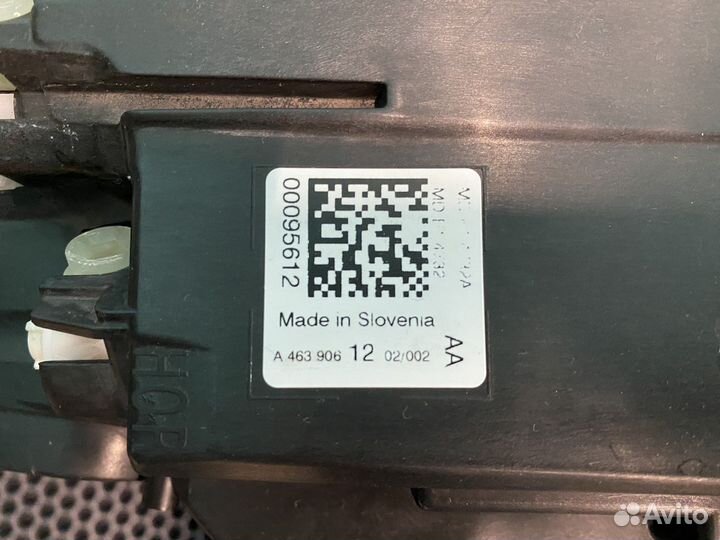 00095612
Made in Slovenia
A 463 906 12 02/002
AA
Avito